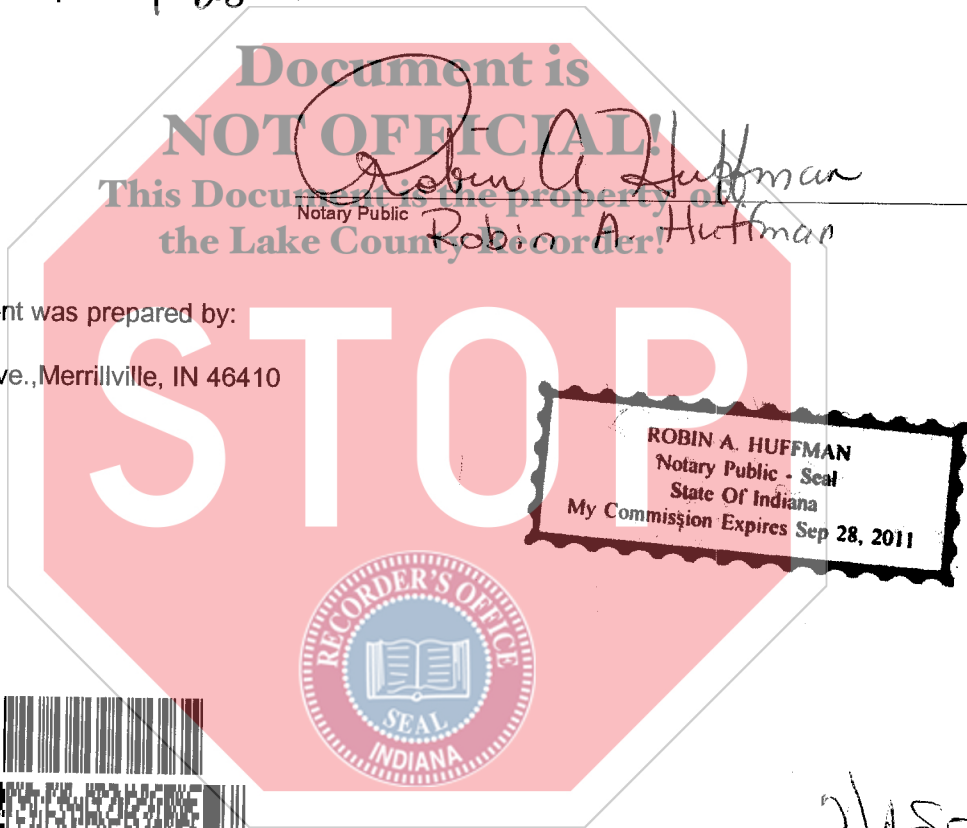 Document is
NOT OFFICIAL!
This Document is the property of
the Lake County Recorder!
Robin A Huffman
Notary Public
Robin A. Huffman
nt was prepared by:
ve.,Merrillville, IN 46410
STOP
ROBIN A. HUFFMAN
Notary Public - Seal
State Of Indiana
My Commission Expires Sep 28, 2011
RECORDER'S OFFICE
SEAL
INDIANA